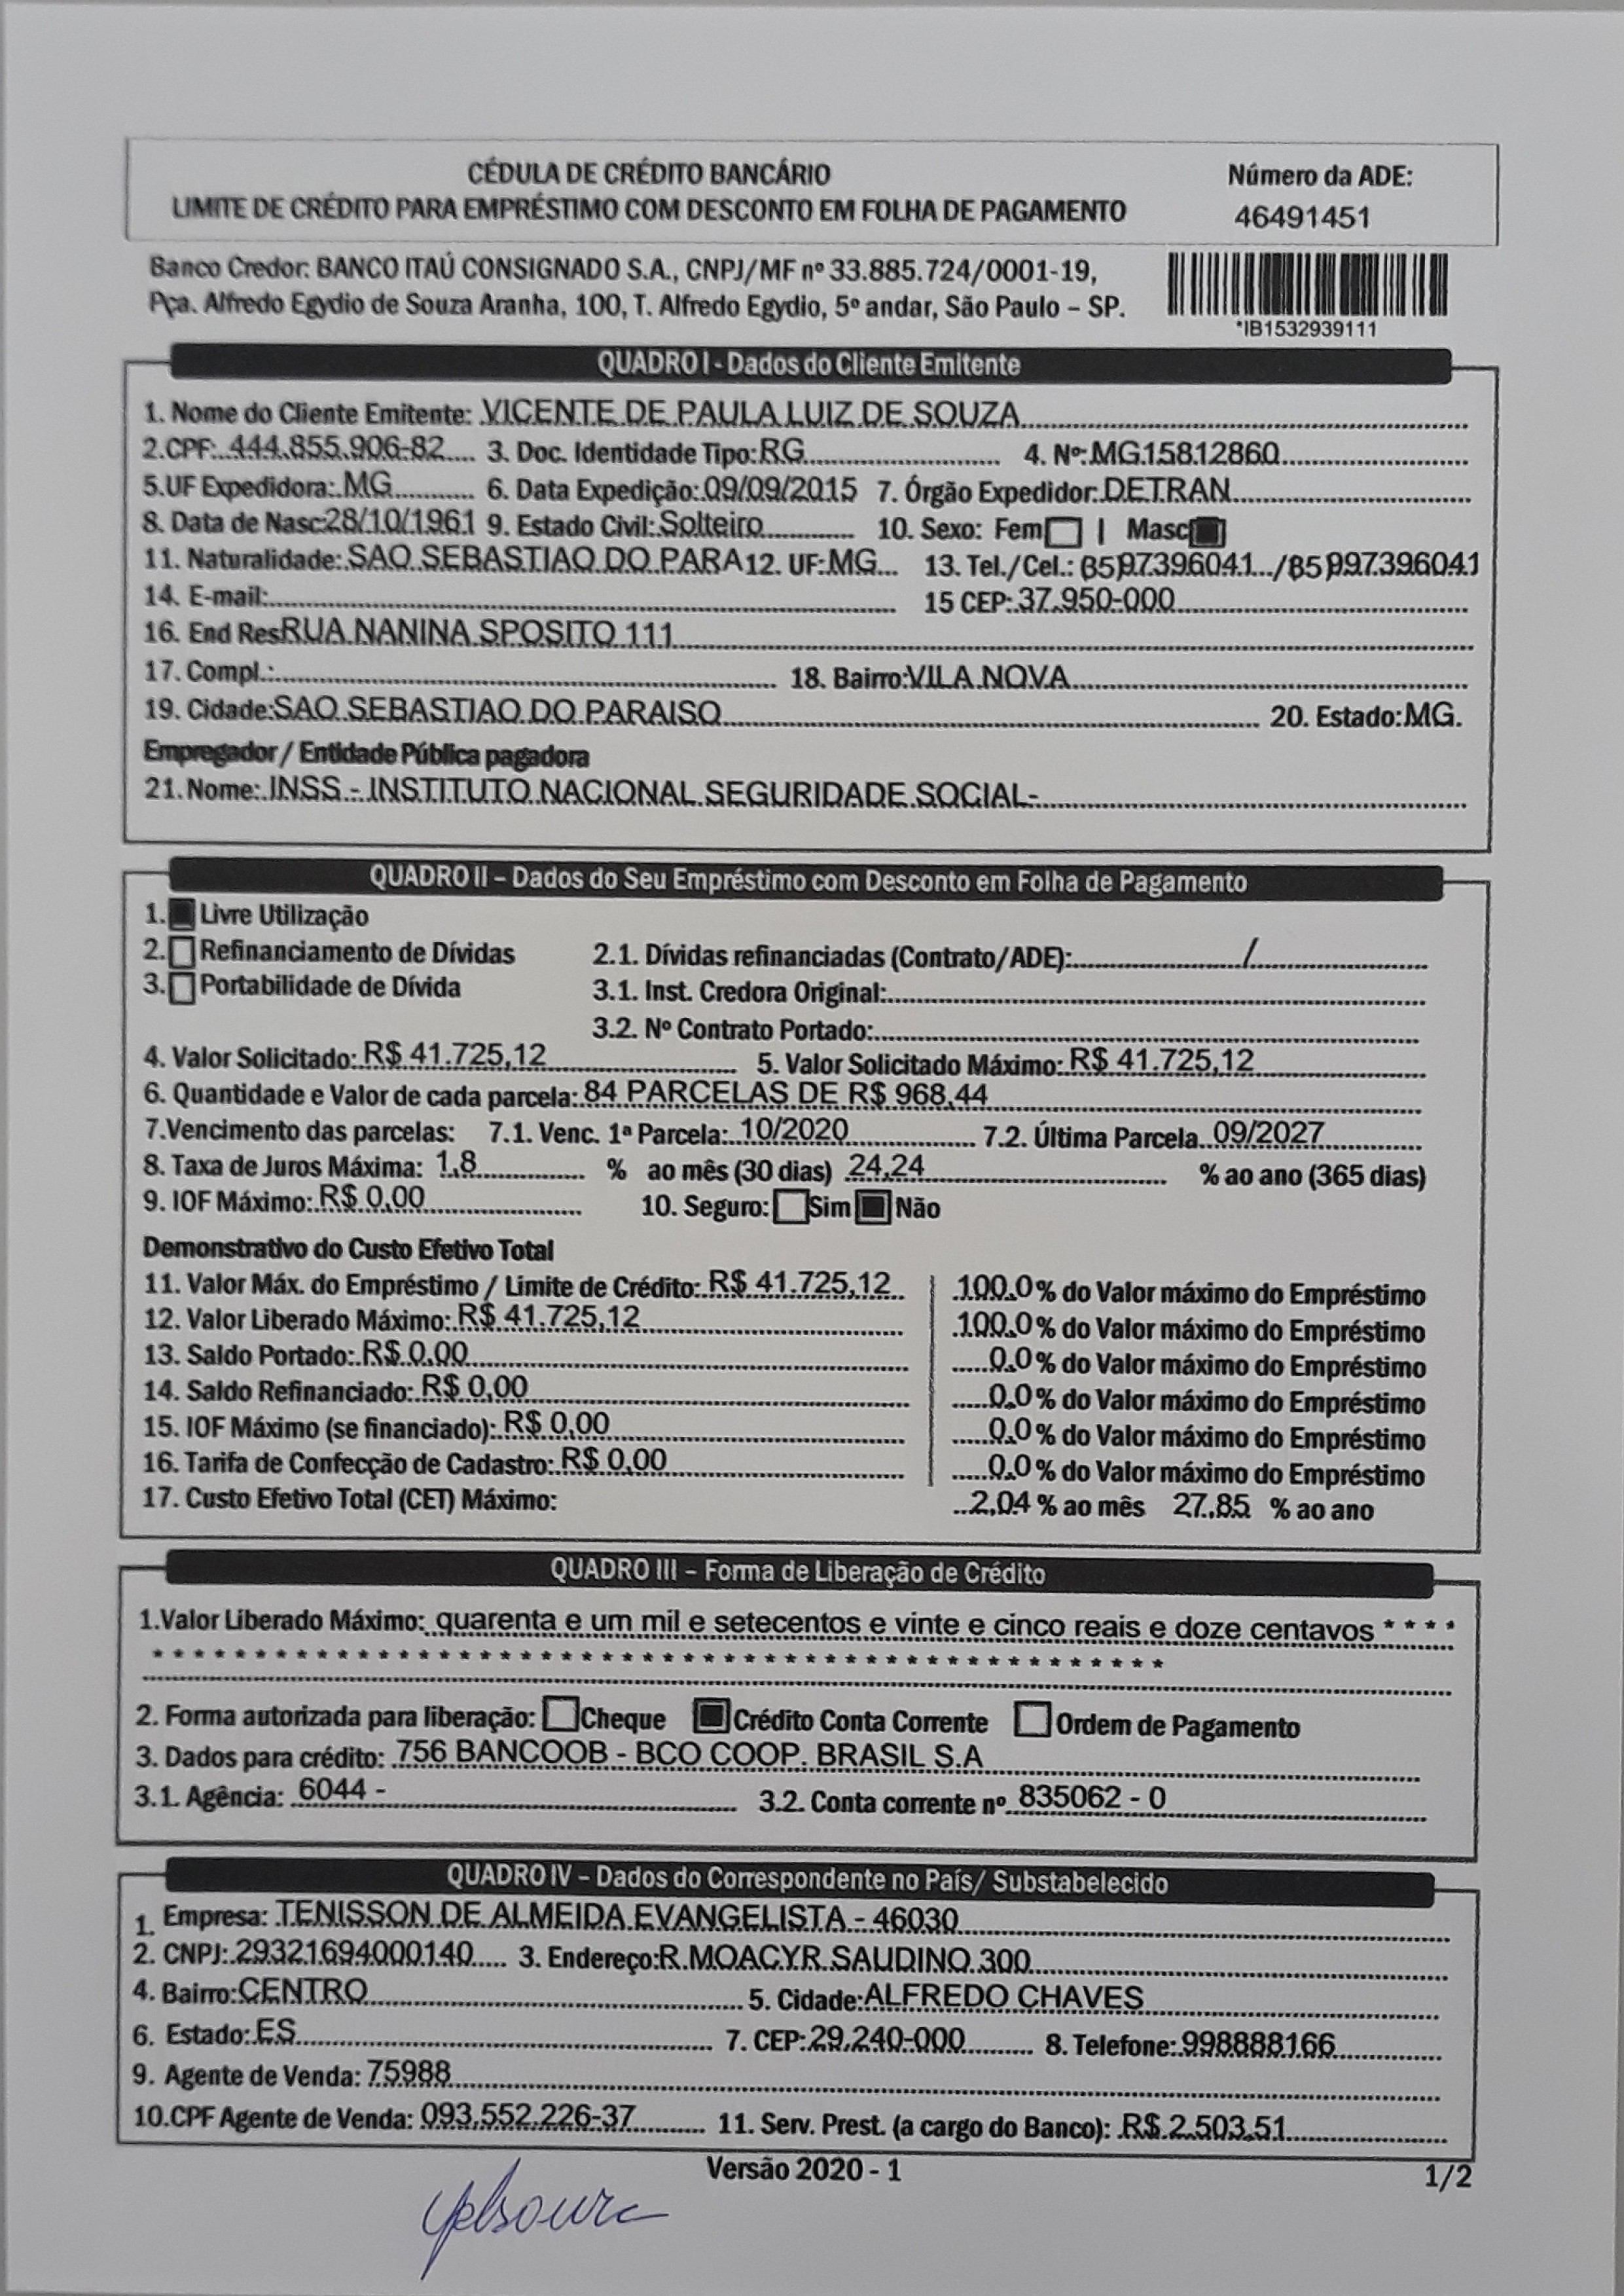 CÉDULA DE CRÉDITO BANCÁRIO
LIMITE DE CRÉDITO PARA EMPRÉSTIMO COM DESCONTO EM FOLHA DE PAGAMENTO
Número da ADE:
46491451
Banco Credor: BANCO ITAÚ CONSIGNADO S.A., CNPJ/MF nº 33.885.724/0001-19,
Pça. Alfredo Egydio de Souza Aranha, 100, T. Alfredo Egydio, 5º andar, São Paulo – SP.
*IB1532939111
QUADRO I - Dados do Cliente Emitente
1. Nome do Cliente Emitente: VICENTE DE PAULA LUIZ DE SOUZA
2.CPF: 444.855.906-82 3. Doc. Identidade Tipo: RG 4. Nº: MG15812860
5.UF Expedidora: MG 6. Data Expedição: 09/09/2015 7. Órgão Expedidor: DETRAN
8. Data de Nasc: 28/10/1961 9. Estado Civil: Solteiro 10. Sexo: Fem | Masc
11. Naturalidade: SAO SEBASTIAO DO PARA 12. UF: MG 13. Tel./Cel.: (35)97396041 /(35)997396041
14. E-mail: 15 CEP: 37.950-000
16. End Res RUA NANINA SPOSITO 111
17. Compl.: 18. Bairro: VILA NOVA
19. Cidade: SAO SEBASTIAO DO PARAISO 20. Estado: MG
Empregador / Entidade Pública pagadora
21. Nome: INSS - INSTITUTO NACIONAL SEGURIDADE SOCIAL-
QUADRO II – Dados do Seu Empréstimo com Desconto em Folha de Pagamento
1. Livre Utilização
2. Refinanciamento de Dívidas 2.1. Dívidas refinanciadas (Contrato/ADE): /
3. Portabilidade de Dívida 3.1. Inst. Credora Original:
3.2. Nº Contrato Portado:
4. Valor Solicitado: R$ 41.725,12 5. Valor Solicitado Máximo: R$ 41.725,12
6. Quantidade e Valor de cada parcela: 84 PARCELAS DE R$ 968,44
7.Vencimento das parcelas: 7.1. Venc. 1ª Parcela: 10/2020 7.2. Última Parcela 09/2027
8. Taxa de Juros Máxima: 1,8 % ao mês (30 dias) 24,24 % ao ano (365 dias)
9. IOF Máximo: R$ 0,00 10. Seguro: Sim Não
Demonstrativo do Custo Efetivo Total
11. Valor Máx. do Empréstimo / Limite de Crédito: R$ 41.725,12 100.0 % do Valor máximo do Empréstimo
12. Valor Liberado Máximo: R$ 41.725,12 100.0 % do Valor máximo do Empréstimo
13. Saldo Portado: R$ 0,00 0.0 % do Valor máximo do Empréstimo
14. Saldo Refinanciado: R$ 0,00 0.0 % do Valor máximo do Empréstimo
15. IOF Máximo (se financiado): R$ 0,00 0.0 % do Valor máximo do Empréstimo
16. Tarifa de Confecção de Cadastro: R$ 0,00 0.0 % do Valor máximo do Empréstimo
17. Custo Efetivo Total (CET) Máximo: 2,04 % ao mês 27,85 % ao ano
QUADRO III – Forma de Liberação de Crédito
1.Valor Liberado Máximo: quarenta e um mil e setecentos e vinte e cinco reais e doze centavos * * * *
* * * * * * * * * * * * * * * * * * * * * * * * * * * * * * * * * * * * * * * * * * * * * * * * * * *
2. Forma autorizada para liberação: Cheque Crédito Conta Corrente Ordem de Pagamento
3. Dados para crédito: 756 BANCOOB - BCO COOP. BRASIL S.A
3.1. Agência: 6044 - 3.2. Conta corrente nº 835062 - 0
QUADRO IV – Dados do Correspondente no País/ Substabelecido
1. Empresa: TENISSON DE ALMEIDA EVANGELISTA - 46030
2. CNPJ: 29321694000140 3. Endereço: R MOACYR SAUDINO 300
4. Bairro: CENTRO 5. Cidade: ALFREDO CHAVES
6. Estado: ES 7. CEP: 29.240-000 8. Telefone: 998888166
9. Agente de Venda: 75988
10.CPF Agente de Venda: 093.552.226-37 11. Serv. Prest. (a cargo do Banco): R$ 2.503,51
Versão 2020 - 1
1/2